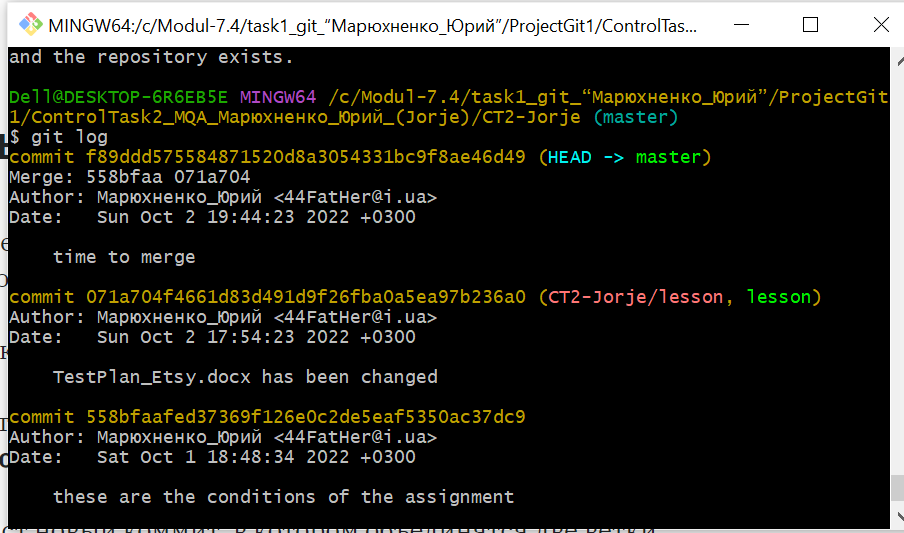 MINGW64:/c/Modul-7.4/task1_git_“Марюхненко_Юрий”/ProjectGit1/ControlTas...
and the repository exists.
Dell@DESKTOP-6R6EB5E MINGW64 /c/Modul-7.4/task1_git_“Марюхненко_Юрий”/ProjectGit
1/ControlTask2_MQA_Марюхненко_Юрий_(Jorje)/CT2-Jorje (master)
$ git log
commit f89ddd575584871520d8a3054331bc9f8ae46d49 (HEAD -> master)
Merge: 558bfaa 071a704
Author: Марюхненко_Юрий <44FatHer@i.ua>
Date:   Sun Oct 2 19:44:23 2022 +0300
    time to merge
commit 071a704f4661d83d491d9f26fba0a5ea97b236a0 (CT2-Jorje/lesson, lesson)
Author: Марюхненко_Юрий <44FatHer@i.ua>
Date:   Sun Oct 2 17:54:23 2022 +0300
    TestPlan_Etsy.docx has been changed
commit 558bfaafed37369f126e0c2de5eaf5350ac37dc9
Author: Марюхненко_Юрий <44FatHer@i.ua>
Date:   Sat Oct 1 18:48:34 2022 +0300
    these are the conditions of the assignment